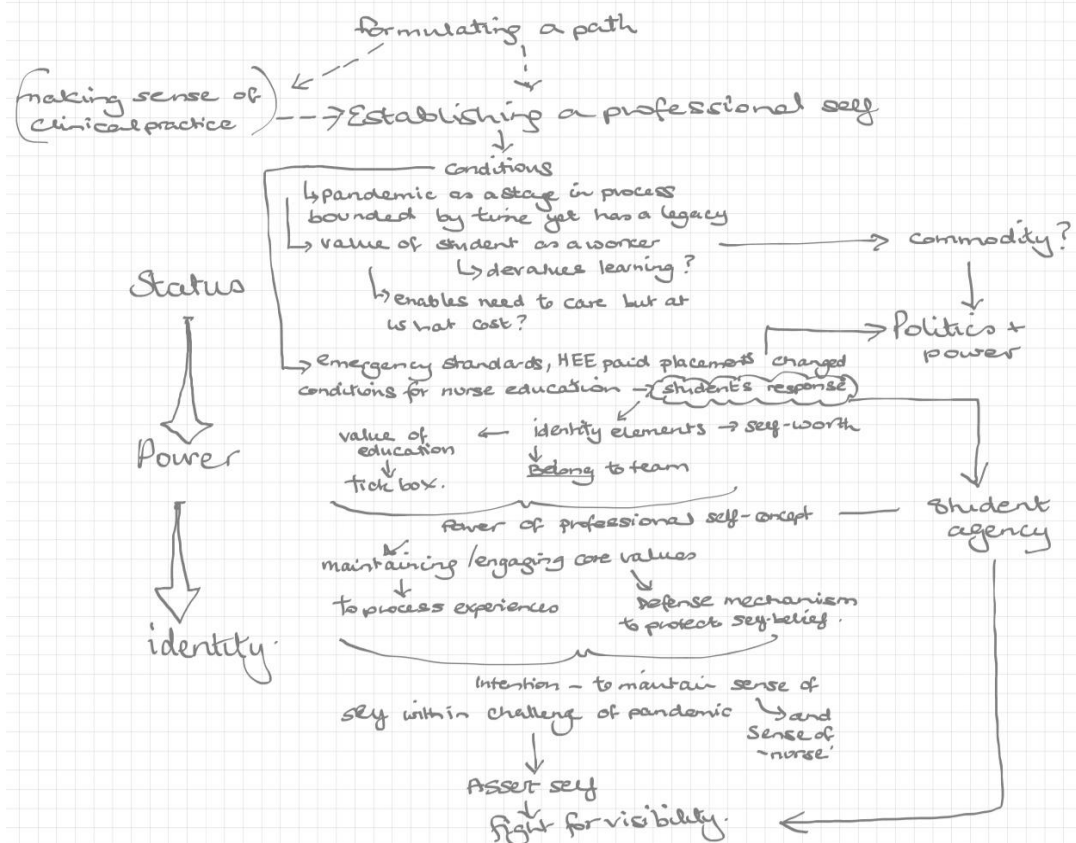 formulating a path
(making sense of
clinical practice)
Establishing a professional self
Conditions
pandemic as a stage in process
bounded by time yet has a legacy
value of student as a worker
commodity?
devalues learning?
enables need to care but at
what cost?
Status
Politics +
power
emergency standards, HEE paid placements changed
conditions for nurse education
student's response
identity elements
self-worth
value of
education
tick box.
Belong to team
Power
Power of professional self-concept
Student
agency
maintaining/engaging core values
to process experiences
Defense mechanism
to protect self-belief.
identity.
Intention - to maintain sense of
self within challenge of pandemic
and
sense of
'nurse'
Assert self
fight for visibility.